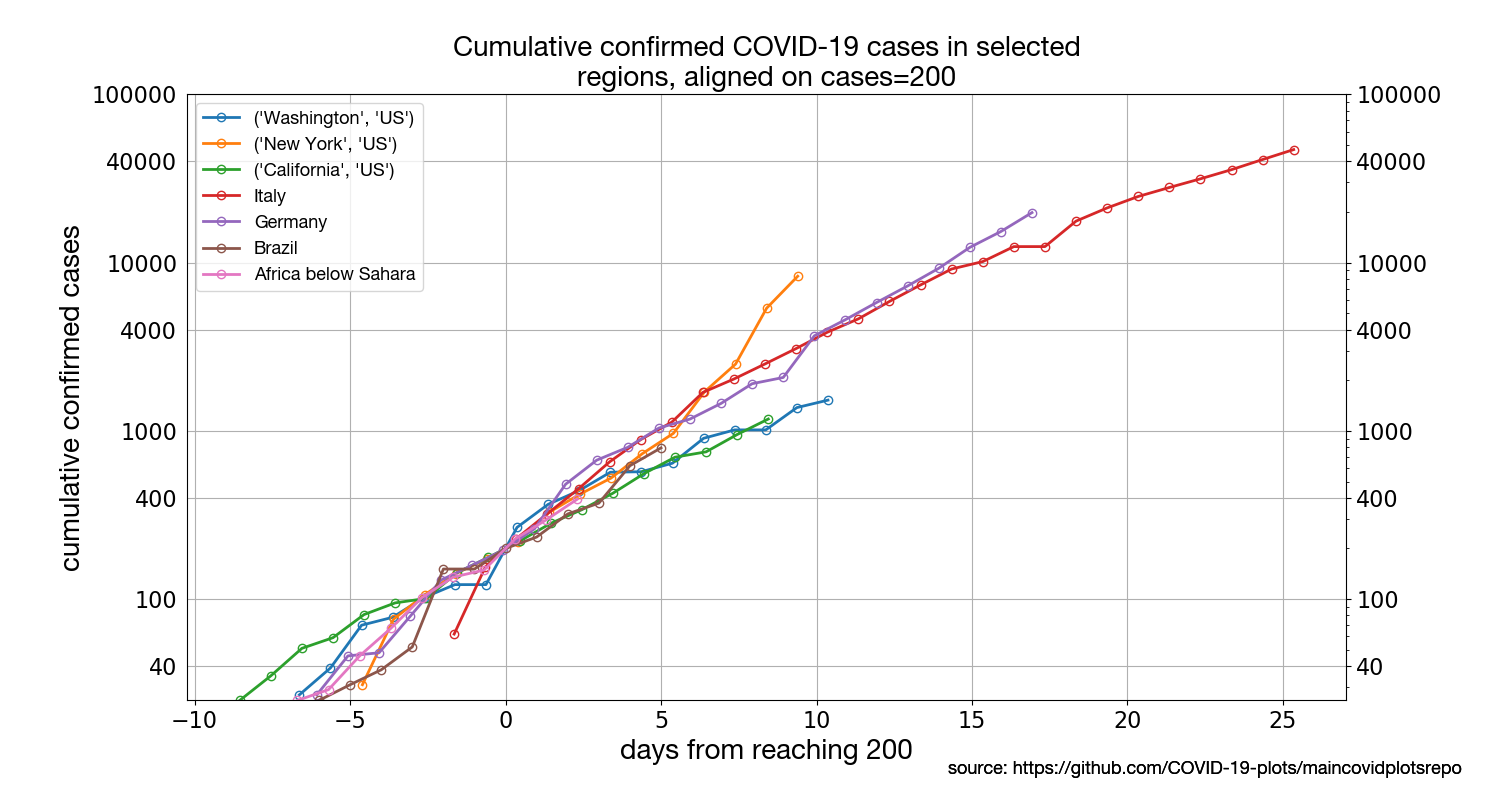 Cumulative confirmed COVID-19 cases in selected
regions, aligned on cases=200
100000
40000
10000
4000
1000
400
100
40
cumulative confirmed cases
('Washington', 'US')
('New York', 'US')
('California', 'US')
Italy
Germany
Brazil
Africa below Sahara
100000
40000
10000
4000
1000
400
100
40
−10 −5 0 5 10 15 20 25
days from reaching 200
source: https://github.com/COVID-19-plots/maincovidplotsrepo